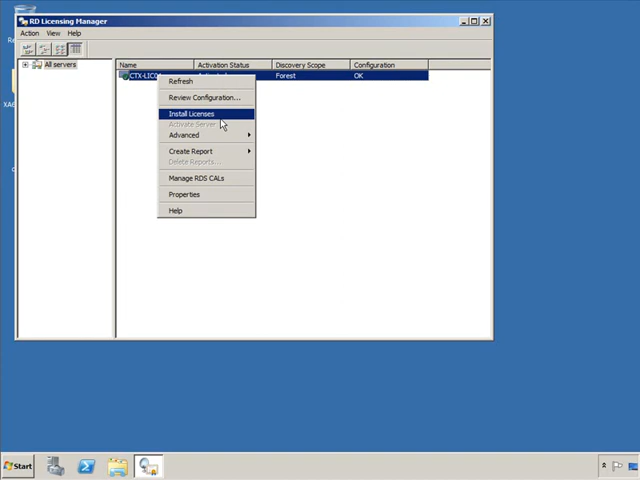 RD Licensing Manager
Action View Help
All servers
Name Activation Status Discovery Scope Configuration
Forest OK
Refresh
Review Configuration...
Install Licenses
Activate Server
Advanced
Create Report
Delete Reports...
Manage RDS CALs
Properties
Help
Start